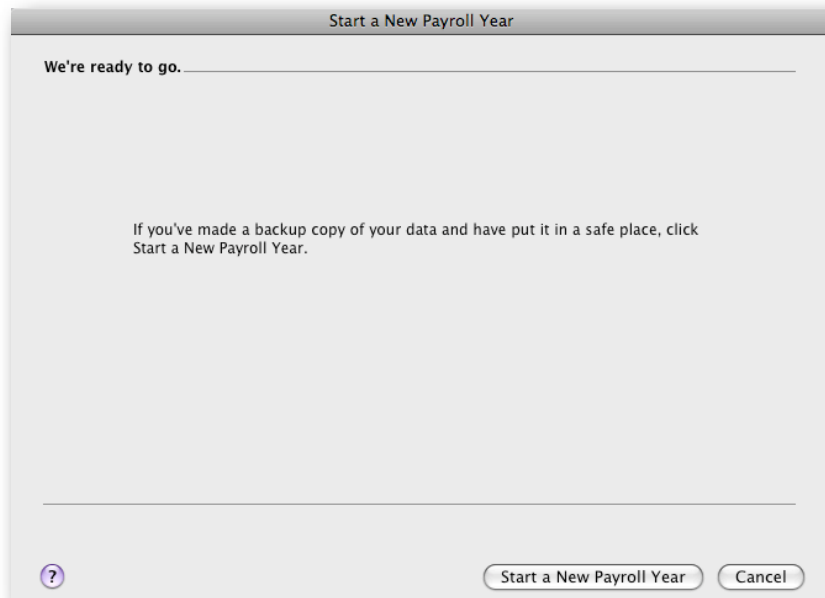 Start a New Payroll Year
We're ready to go.
If you've made a backup copy of your data and have put it in a safe place, click
Start a New Payroll Year.
?
Start a New Payroll Year
Cancel